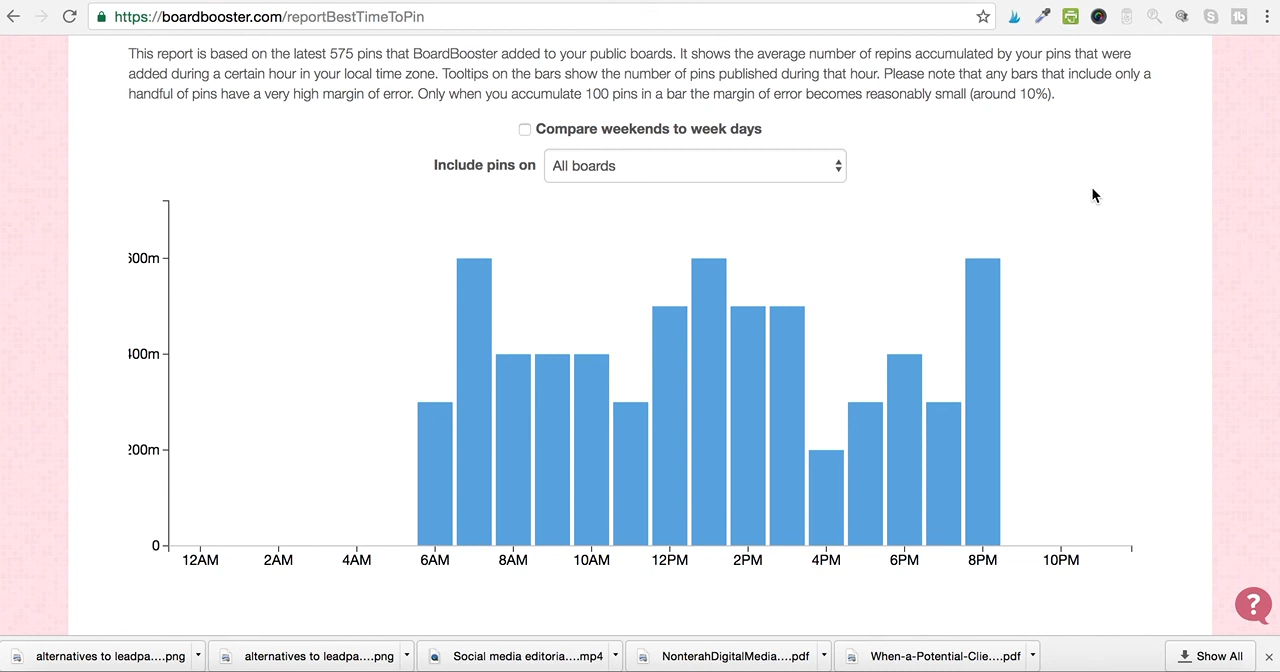 https://boardbooster.com/reportBestTimeToPin
This report is based on the latest 575 pins that BoardBooster added to your public boards. It shows the average number of repins accumulated by your pins that were
added during a certain hour in your local time zone. Tooltips on the bars show the number of pins published during that hour. Please note that any bars that include only a
handful of pins have a very high margin of error. Only when you accumulate 100 pins in a bar the margin of error becomes reasonably small (around 10%).
Compare weekends to week days
Include pins on All boards
600m
400m
200m
0
12AM 2AM 4AM 6AM 8AM 10AM 12PM 2PM 4PM 6PM 8PM 10PM
?
alternatives to leadpa....png alternatives to leadpa....png Social media editoria....mp4 NonterahDigitalMedia....pdf When-a-Potential-Clie....pdf Show All